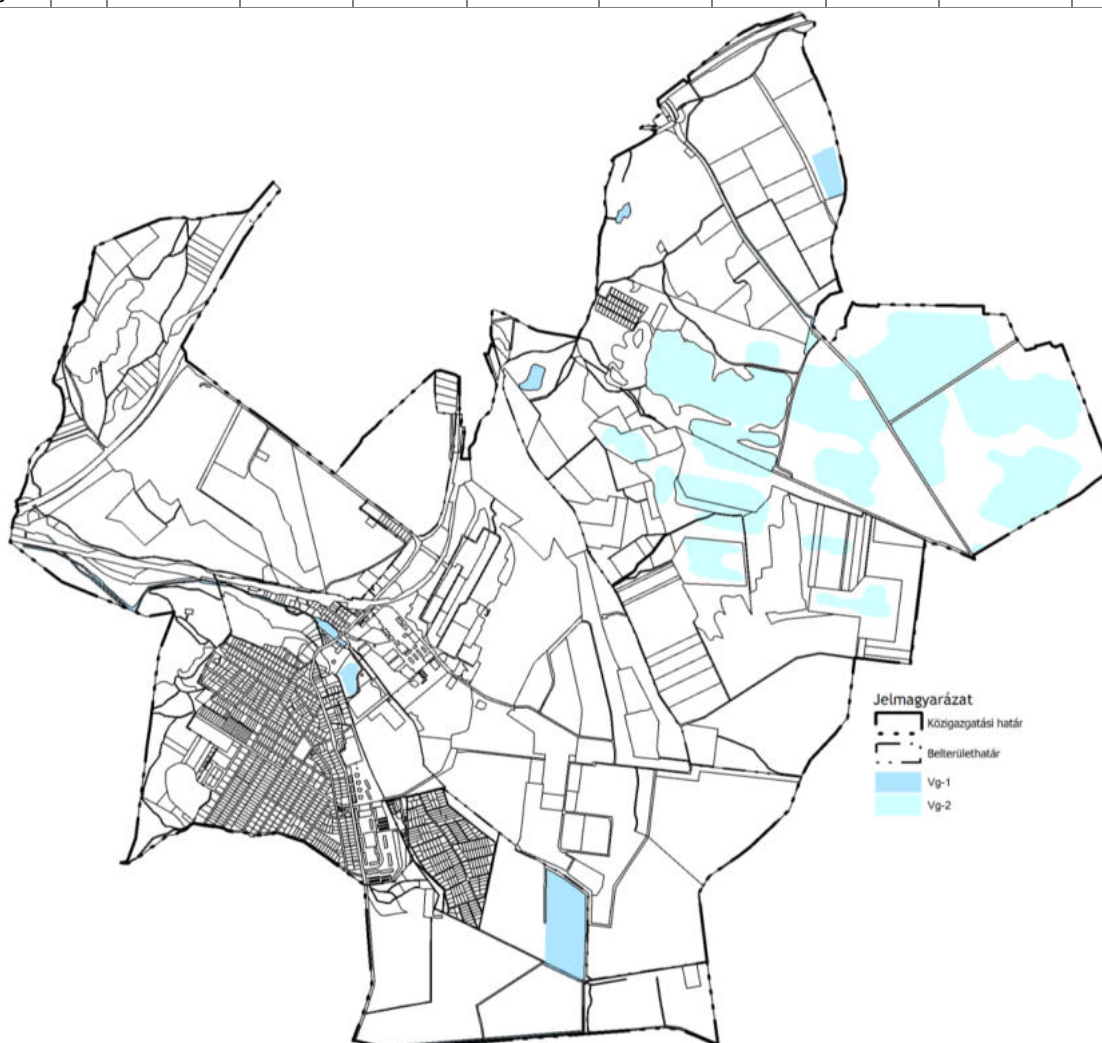 Jelmagyarázat
Közigazgatási határ
Belterülethatár
Vg-1
Vg-2